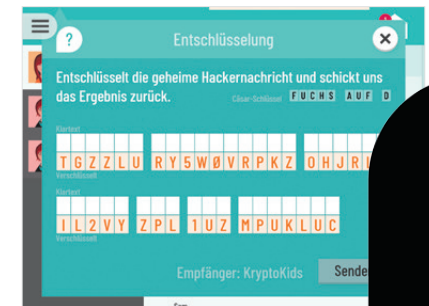 ?
Entschlüsselung
×
Entschlüsselt die geheime Hackernachricht und schickt uns
das Ergebnis zurück.
Cäsar-Schlüssel FUCHS AUF D
Klartext
TGZZLU RY5WØVRPKZ OHJR
Verschlüsselt
Klartext
IL2VY ZPL 1UZ MPUKLUC
Verschlüsselt
Empfänger: KryptoKids
Sende